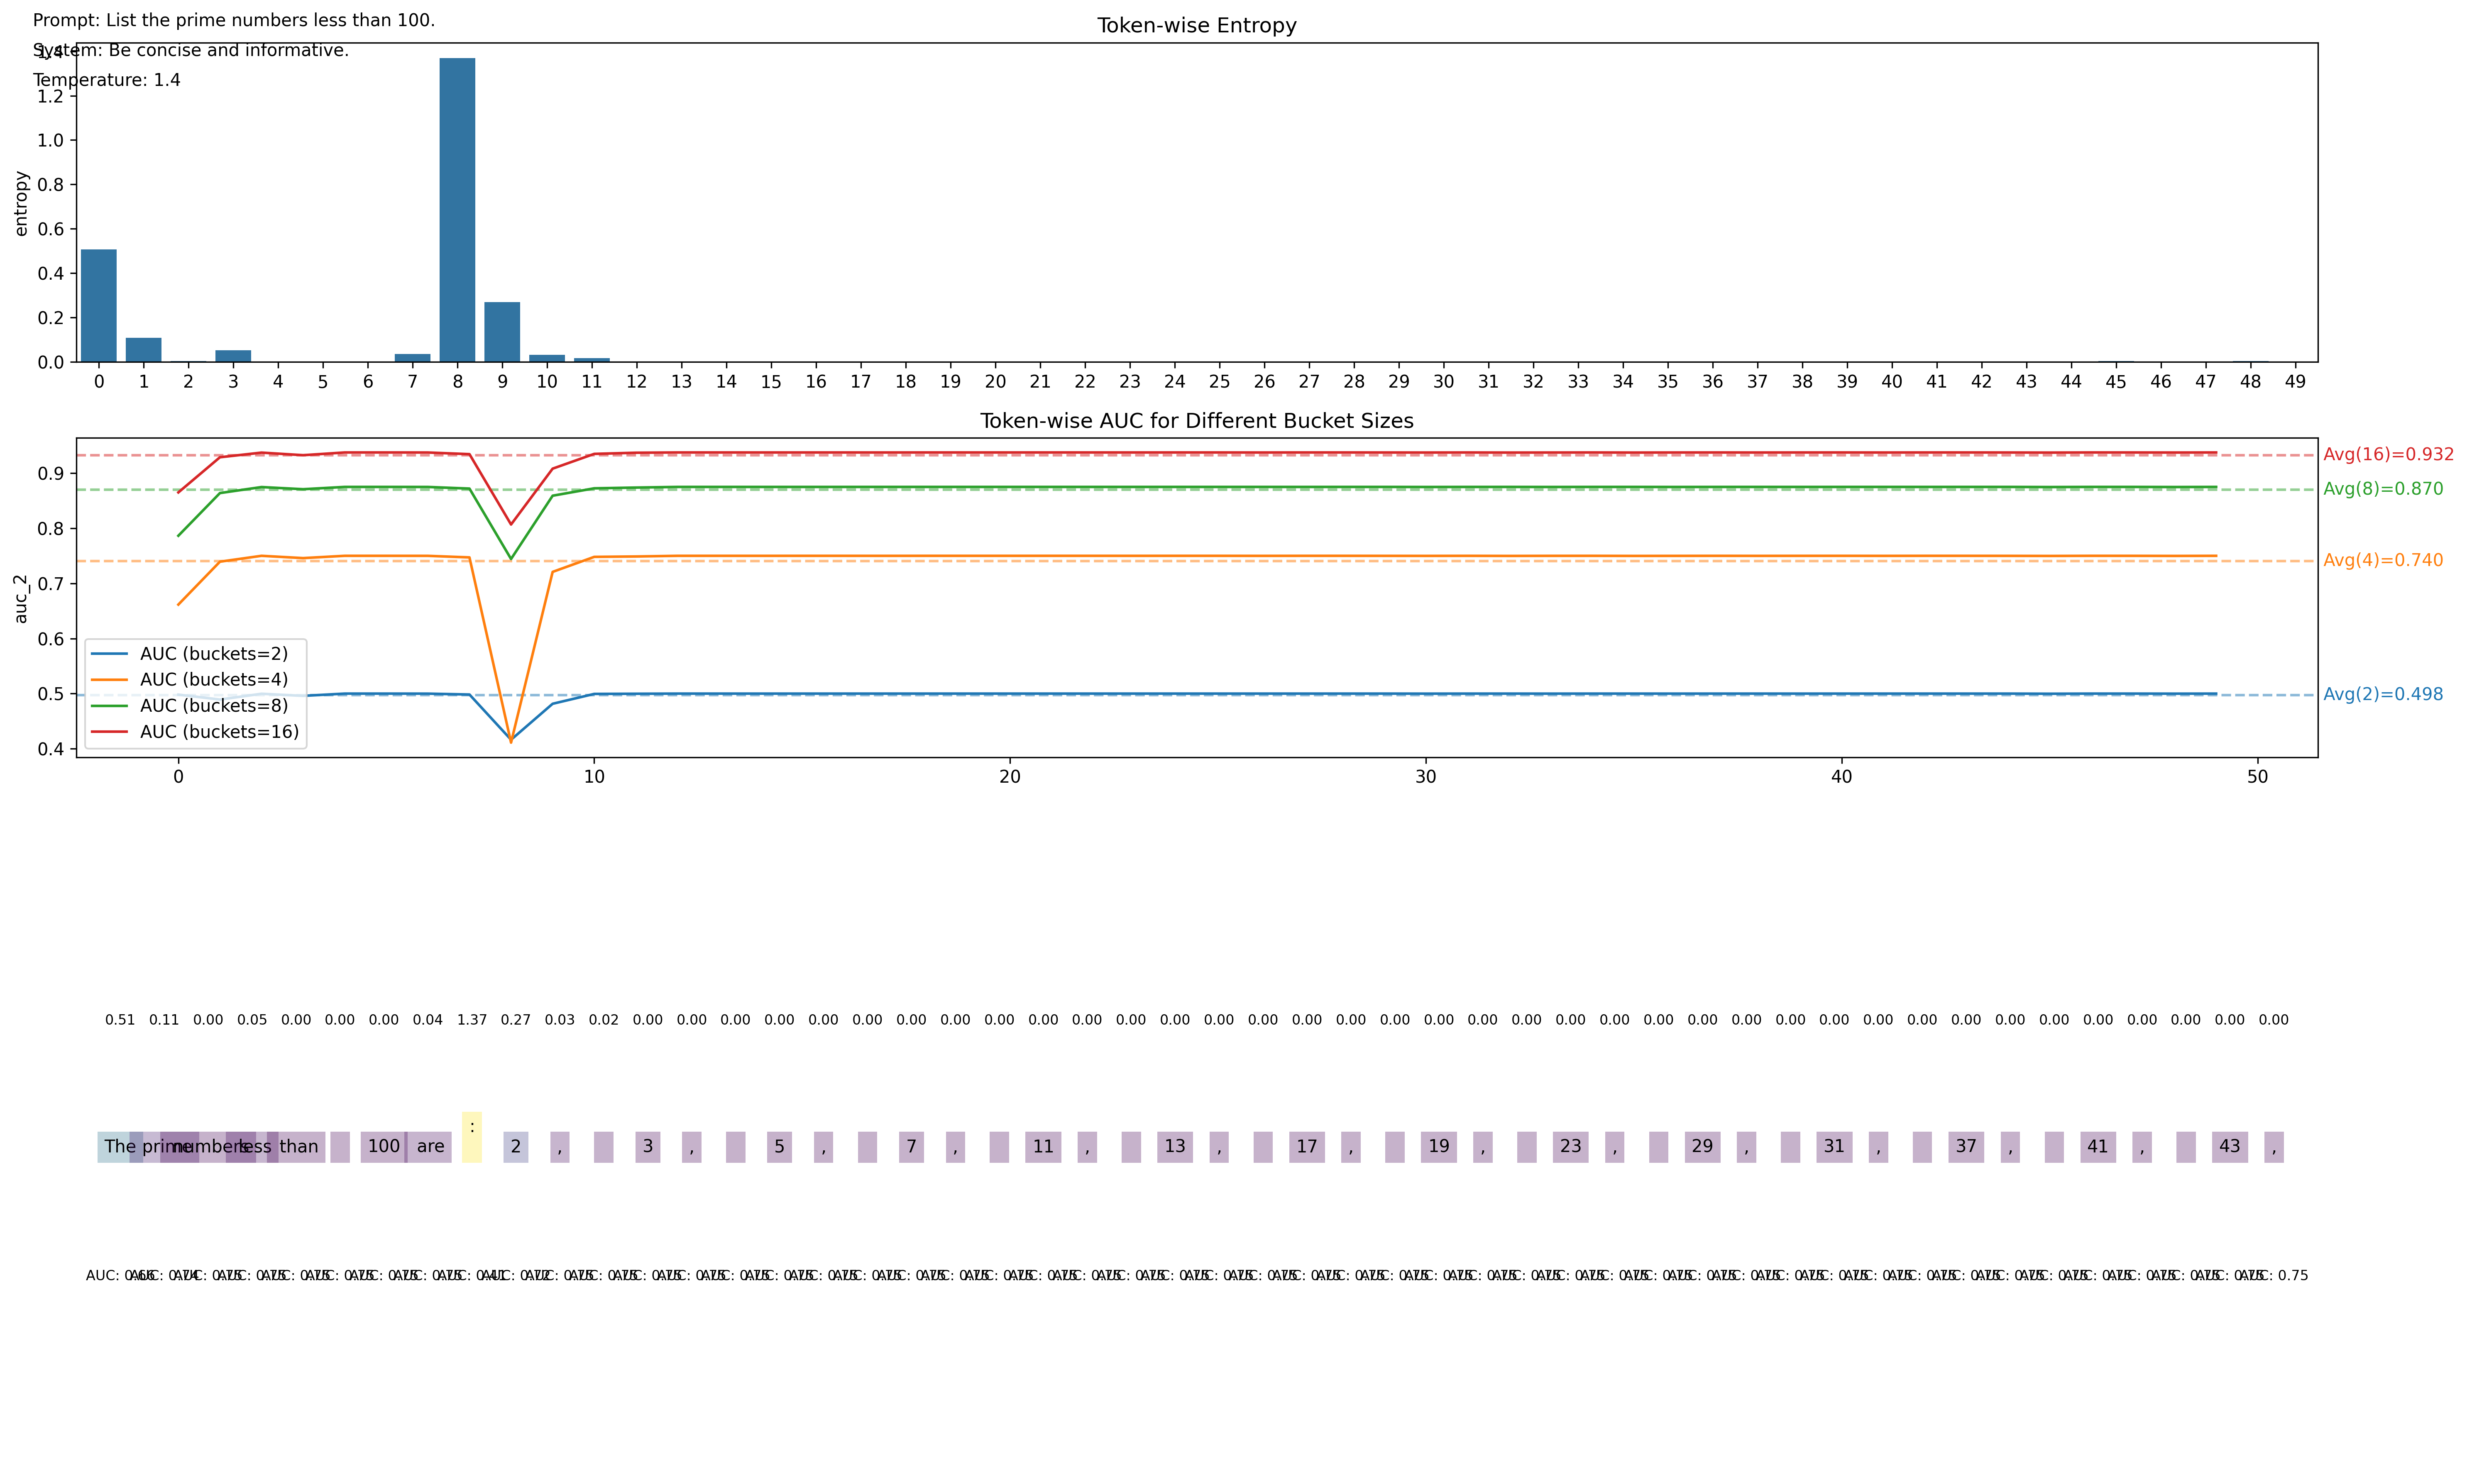 Prompt: List the prime numbers less than 100.
Token-wise Entropy
System: Be concise and informative.
Temperature: 1.4
entropy
1.4
1.2
1.0
0.8
0.6
0.4
0.2
0.0
0 1 2 3 4 5 6 7 8 9 10 11 12 13 14 15 16 17 18 19 20 21 22 23 24 25 26 27 28 29 30 31 32 33 34 35 36 37 38 39 40 41 42 43 44 45 46 47 48 49
Token-wise AUC for Different Bucket Sizes
auc_2
0.9
0.8
0.7
0.6
0.5
0.4
Avg(16)=0.932
Avg(8)=0.870
Avg(4)=0.740
Avg(2)=0.498
AUC (buckets=2)
AUC (buckets=4)
AUC (buckets=8)
AUC (buckets=16)
0 10 20 30 40 50
0.51 0.11 0.00 0.05 0.00 0.00 0.00 0.04 1.37 0.27 0.03 0.02 0.00 0.00 0.00 0.00 0.00 0.00 0.00 0.00 0.00 0.00 0.00 0.00 0.00 0.00 0.00 0.00 0.00 0.00 0.00 0.00 0.00 0.00 0.00 0.00 0.00 0.00 0.00 0.00 0.00 0.00 0.00 0.00 0.00 0.00 0.00 0.00 0.00 0.00
The prime numbers less than 100 are : 2 , 3 , 5 , 7 , 11 , 13 , 17 , 19 , 23 , 29 , 31 , 37 , 41 , 43 ,
AUC: 0.75